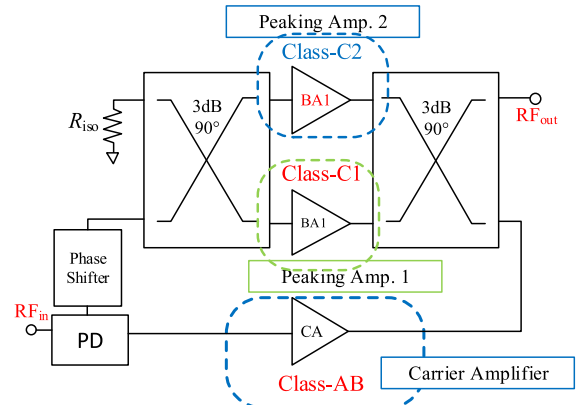 Peaking Amp. 2
Class-C2
3dB
90°
BA1
3dB
90°
Riso
RFout
Class-C1
BA1
Phase
Shifter
Peaking Amp. 1
RFin
PD
CA
Class-AB
Carrier Amplifier